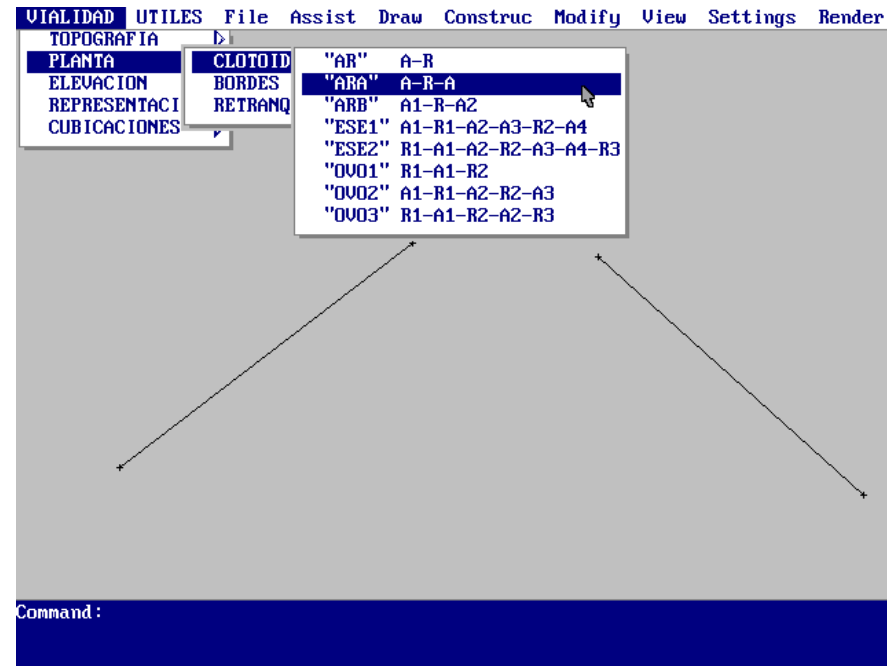 VIALIDAD UTILES File Assist Draw Construc Modify View Settings Render
TOPOGRAFIA
PLANTA
ELEVACION
REPRESENTACI
CUBICACIONES
CLOTOID
BORDES
RETRANQ
"AR" A-R
"ARA" A-R-A
"ARB" A1-R-A2
"ESE1" A1-R1-A2-A3-R2-A4
"ESE2" R1-A1-A2-R2-A3-A4-R3
"OVO1" R1-A1-R2
"OVO2" A1-R1-A2-R2-A3
"OVO3" R1-A1-R2-A2-R3
Command: